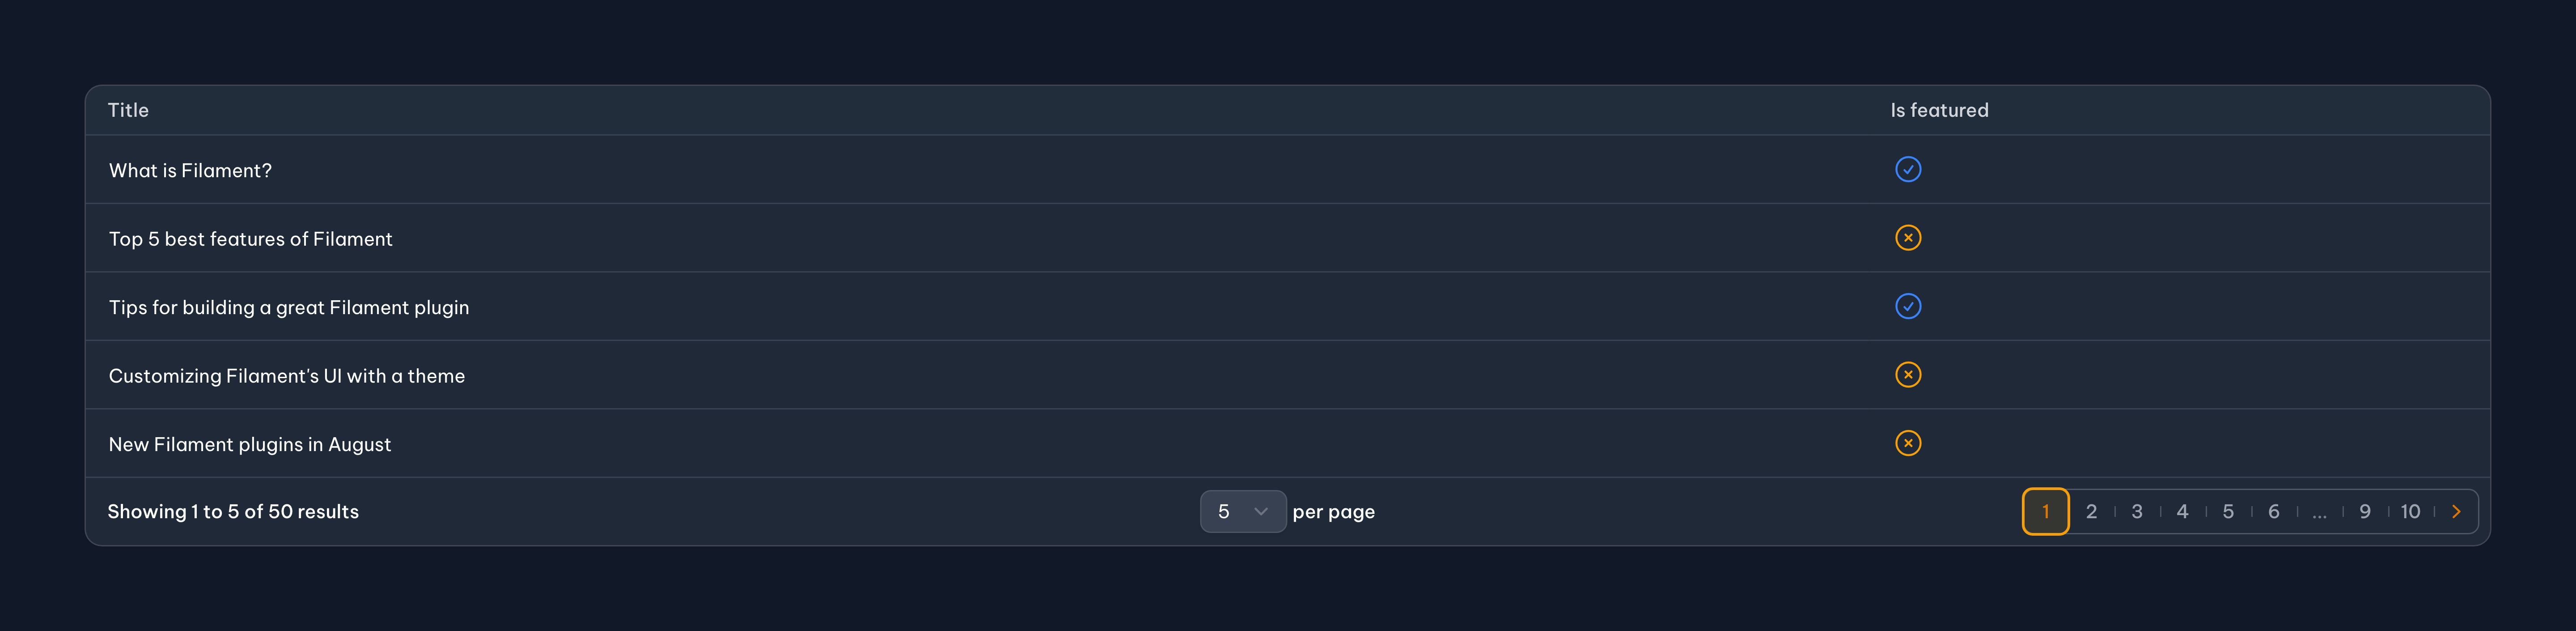 Title Is featured
What is Filament?
Top 5 best features of Filament
Tips for building a great Filament plugin
Customizing Filament's UI with a theme
New Filament plugins in August
Showing 1 to 5 of 50 results 5 per page 1 2 3 4 5 6 ... 9 10